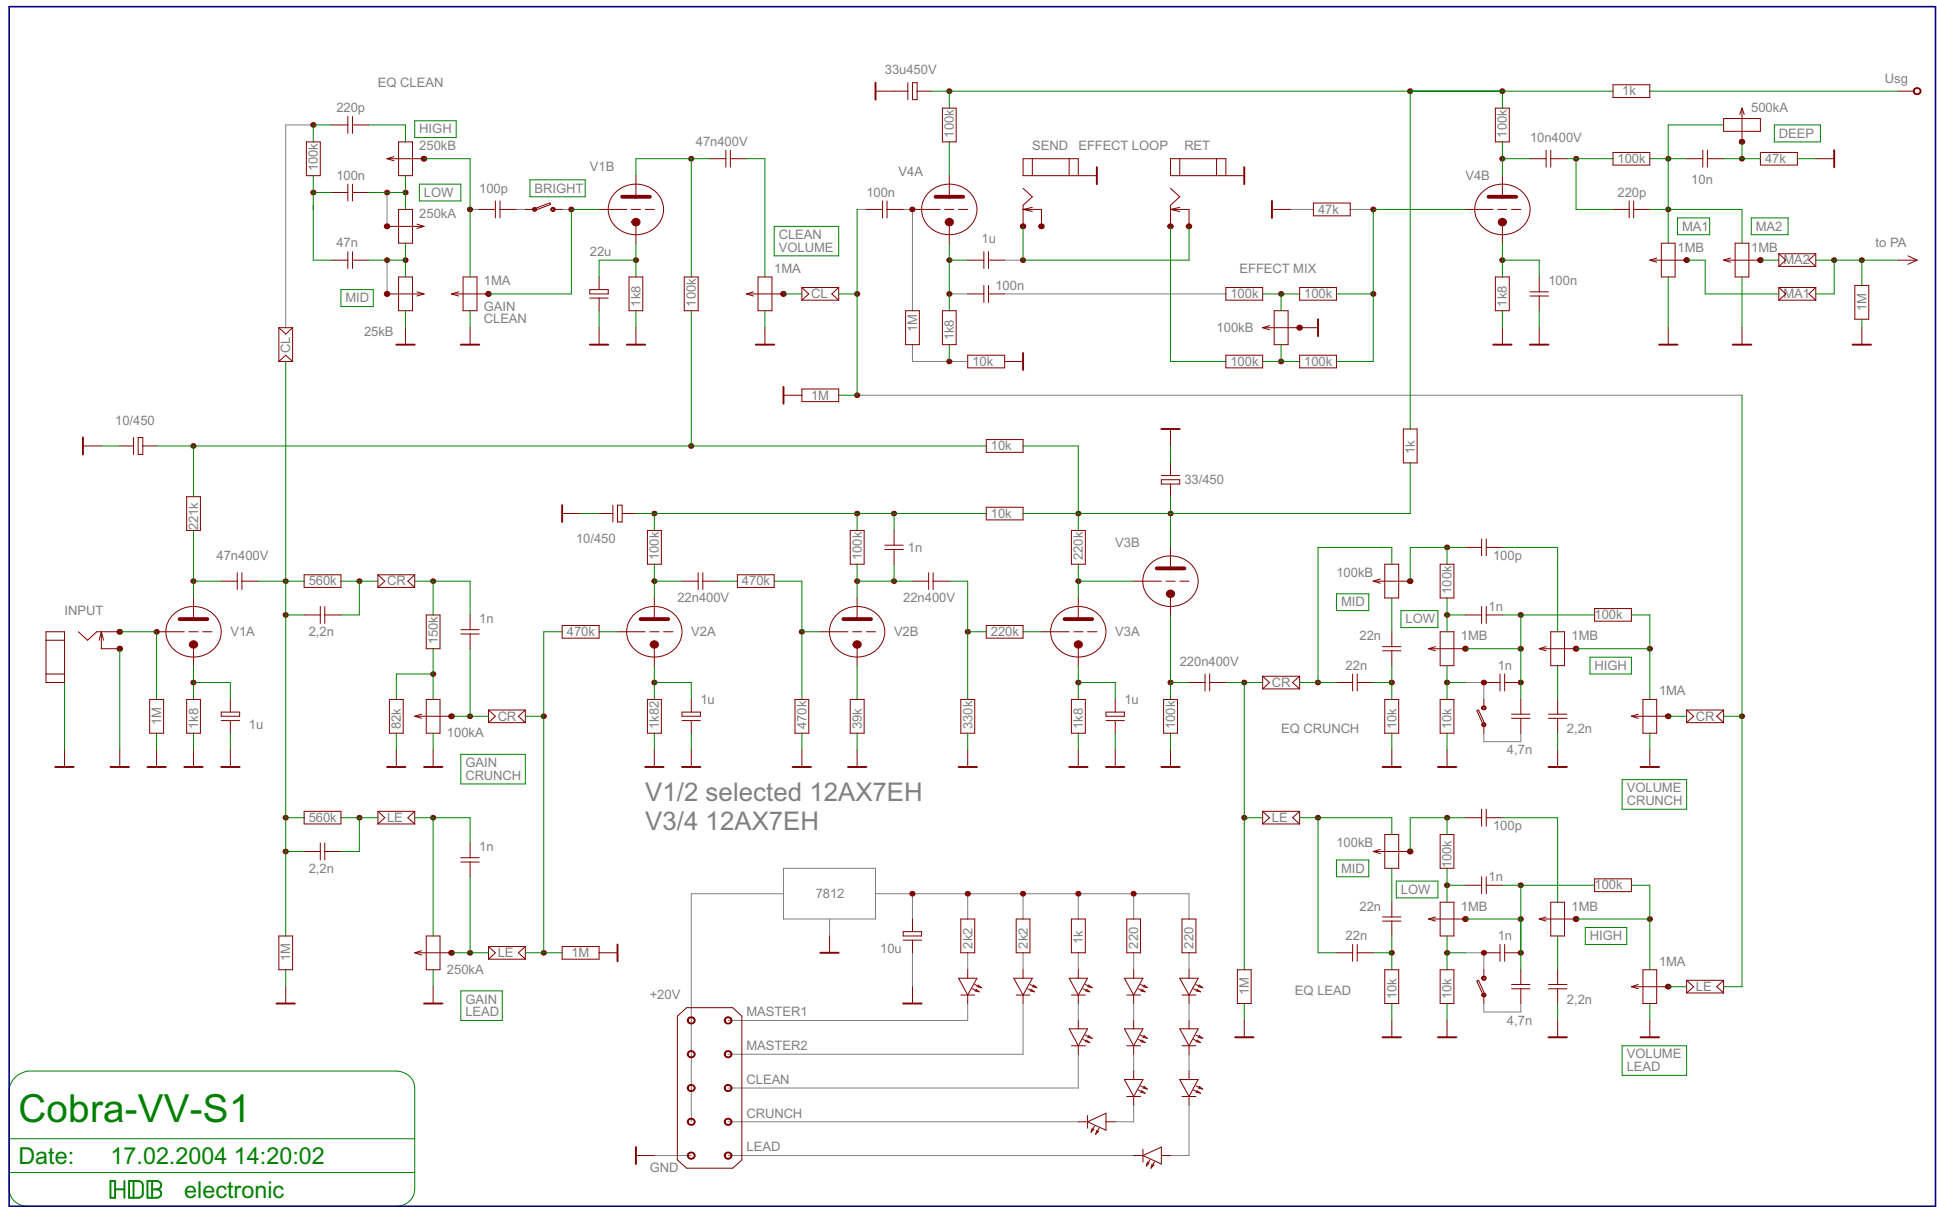 33u450V
Usg
1k
EQ CLEAN
220p
HIGH
250kB
100k
100n
LOW
250kA
47n
MID
25kB
CL
100p
BRIGHT
1MA
GAIN
CLEAN
V1B
22u
1k8
100k
47n400V
CLEAN
VOLUME
1MA
CL
100n
V4A
100k
1M
1k8
10k
1u
100n
SEND
EFFECT LOOP
RET
47k
EFFECT MIX
100k
100k
100kB
100k
100k
1M
V4B
100k
10n400V
1k8
100n
100k
220p
500kA
DEEP
10n
47k
MA1
1MB
MA2
1MB
MA2
MA1
1M
to PA
10/450
10k
1k
33/450
10k
10/450
221k
47n400V
INPUT
V1A
1M
1k8
1u
560k
2,2n
CR
150k
1n
82k
100kA
CR
GAIN
CRUNCH
470k
100k
22n400V
470k
V2A
1k82
1u
470k
100k
1n
22n400V
V2B
39k
330k
220k
220k
V3A
1k8
1u
V3B
100k
220n400V
CR
100kB
MID
22n
22n
10k
EQ CRUNCH
100k
LOW
100p
1n
1MB
1n
10k
4,7n
100k
1MB
HIGH
2,2n
1MA
CR
VOLUME
CRUNCH
V1/2 selected 12AX7EH
V3/4 12AX7EH
560k
2,2n
LE
1n
1M
250kA
LE
1M
GAIN
LEAD
LE
1M
100kB
MID
22n
22n
10k
EQ LEAD
100k
LOW
100p
1n
1MB
1n
10k
4,7n
100k
1MB
HIGH
2,2n
1MA
LE
VOLUME
LEAD
7812
10u
2k2
2k2
1k
220
220
+20V
MASTER1
MASTER2
CLEAN
CRUNCH
LEAD
GND
Cobra-VV-S1
Date: 17.02.2004 14:20:02
HDB electronic